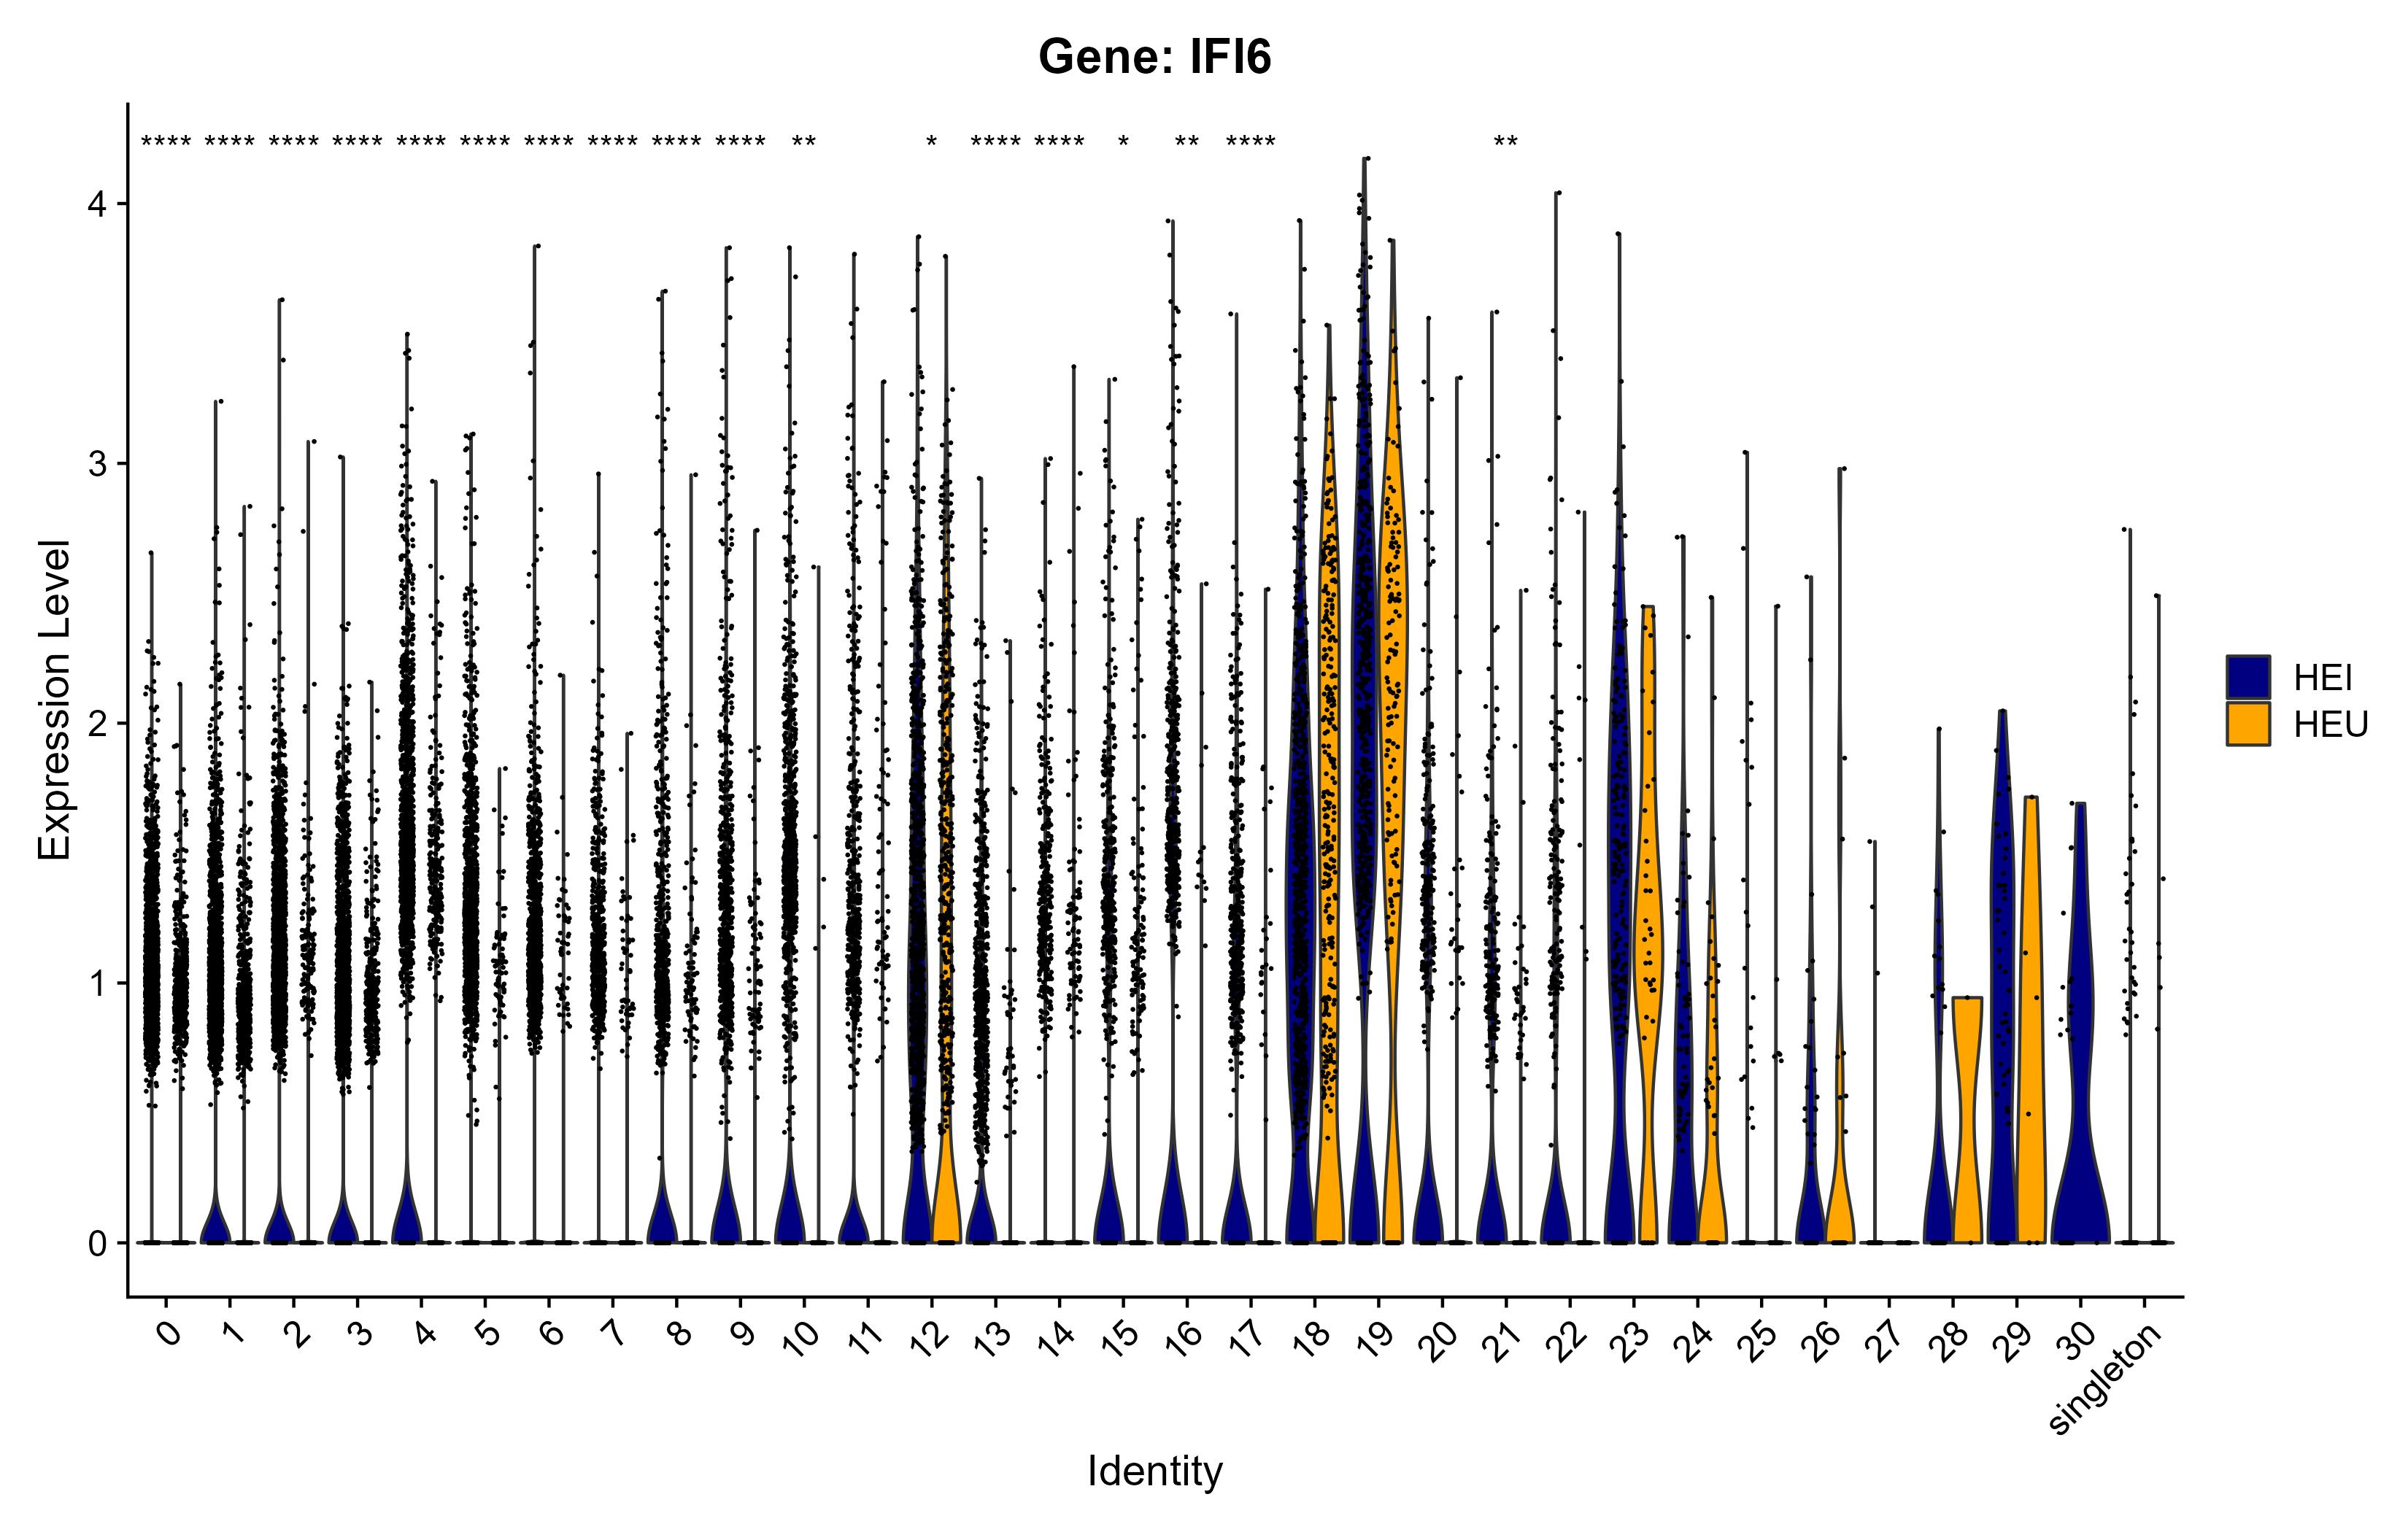 Gene: IFI6
**** **** **** **** **** **** **** **** **** **** ** * **** **** * ** **** **
Expression Level
4
3
2
1
0
HEI
HEU
0 1 2 3 4 5 6 7 8 9 10 11 12 13 14 15 16 17 18 19 20 21 22 23 24 25 26 27 28 29 30 singleton
Identity